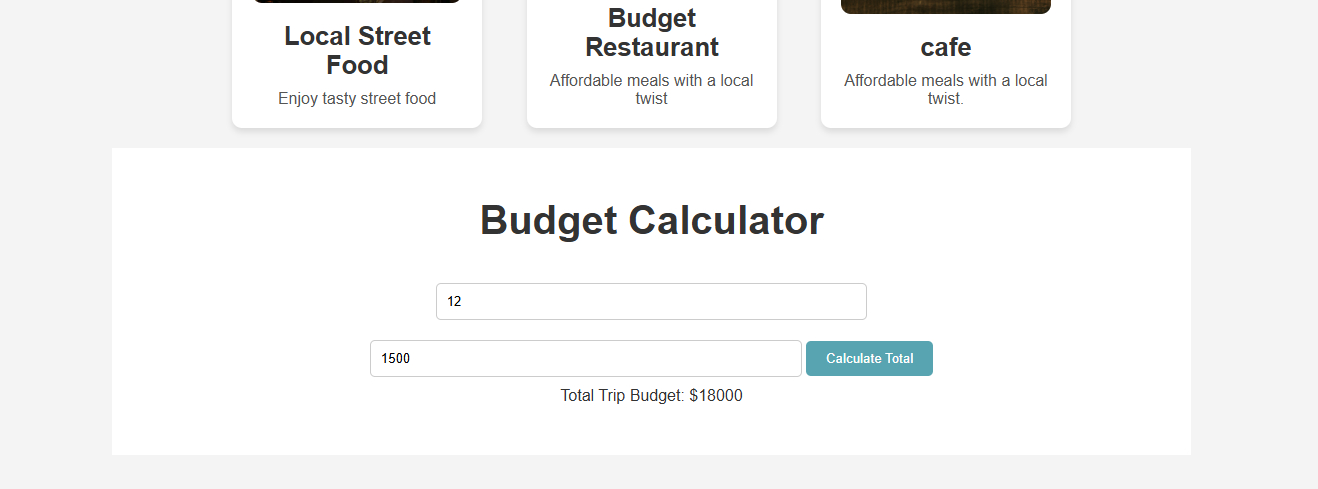 Local Street
Food
Enjoy tasty street food
Budget
Restaurant
Affordable meals with a local
twist
cafe
Affordable meals with a local
twist.
Budget Calculator
12
1500
Calculate Total
Total Trip Budget: $18000